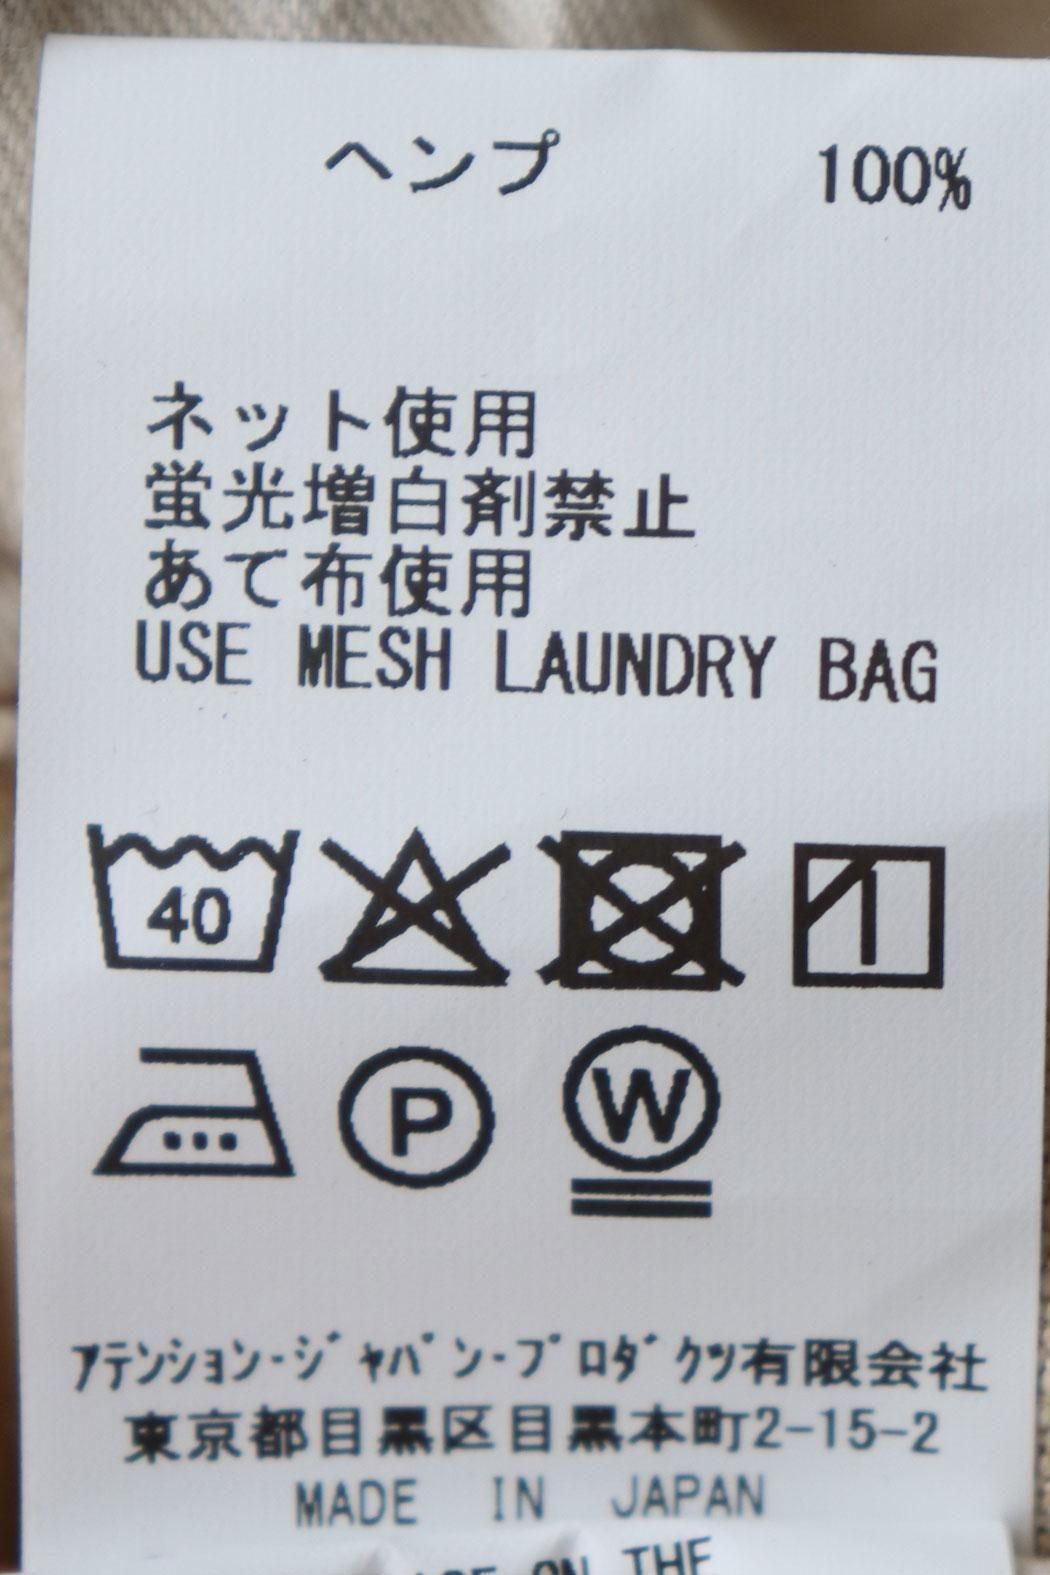 ヘンプ 100%
ネット使用
蛍光増白剤禁止
あて布使用
USE MESH LAUNDRY BAG
40
P W
ｱﾃﾝｼｮﾝ-ｼﾞｬﾊﾟﾝ-ﾌﾟﾛﾀﾞｸﾂ有限会社
東京都目黒区目黒本町2-15-2
MADE IN JAPAN
ON THE